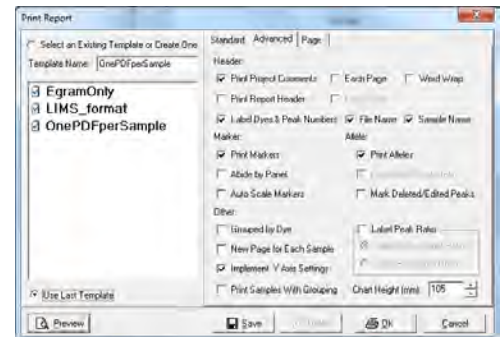 Print Report
Select an Existing Template or Create One
Template Name: OnePDFperSample
EgramOnly
LIMS_format
OnePDFperSample
Use Last Template
Preview
Standard Advanced Page
Header:
Print Project Comments Each Page Word Wrap
Print Report Header
Label Dyes & Peak Numbers File Name Sample Name
Marker: Allele:
Print Markers Print Alleles
Abide by Panel
Auto Scale Markers Mark Deleted/Edited Peaks
Other:
Grouped by Dye Label Peak Ratio
New Page for Each Sample
Implement Y Axis Settings
Print Samples With Grouping Chart Height (mm): 105
Save OK Cancel